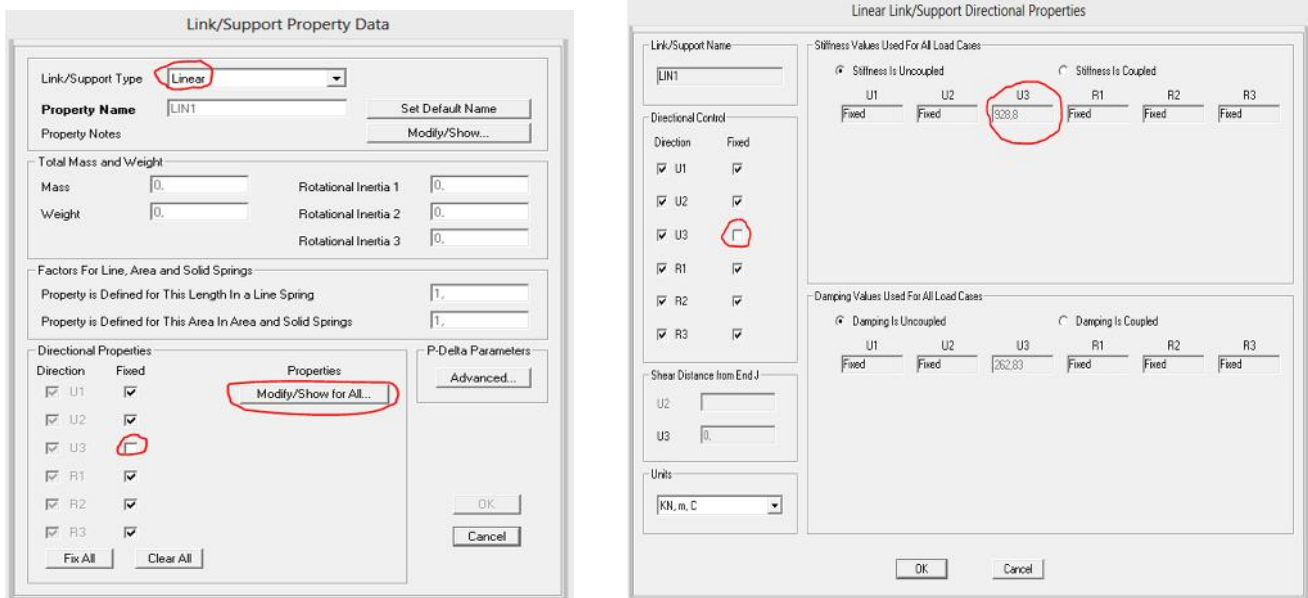 Link/Support Property Data
Link/Support Type Linear
Property Name LIN1 Set Default Name
Property Notes Modify/Show...
Total Mass and Weight
Mass 0, Rotational Inertia 1 0,
Weight 0, Rotational Inertia 2 0,
Rotational Inertia 3 0,
Factors For Line, Area and Solid Springs
Property is Defined for This Length In a Line Spring 1,
Property is Defined for This Area In Area and Solid Springs 1,
Directional Properties
Direction Fixed Properties
U1 Modify/Show for All...
U2
U3
R1
R2
R3
Fix All Clear All
P-Delta Parameters
Advanced...
OK
Cancel
Linear Link/Support Directional Properties
Link/Support Name
LIN1
Directional Control
Direction Fixed
U1
U2
U3
R1
R2
R3
Shear Distance from End J
U2
U3 0,
Units
KN, m, C
Stiffness Values Used For All Load Cases
Stiffness Is Uncoupled Stiffness Is Coupled
U1 U2 U3 R1 R2 R3
Fixed Fixed 928,8 Fixed Fixed Fixed
Damping Values Used For All Load Cases
Damping Is Uncoupled Damping Is Coupled
U1 U2 U3 R1 R2 R3
Fixed Fixed 262,83 Fixed Fixed Fixed
OK Cancel